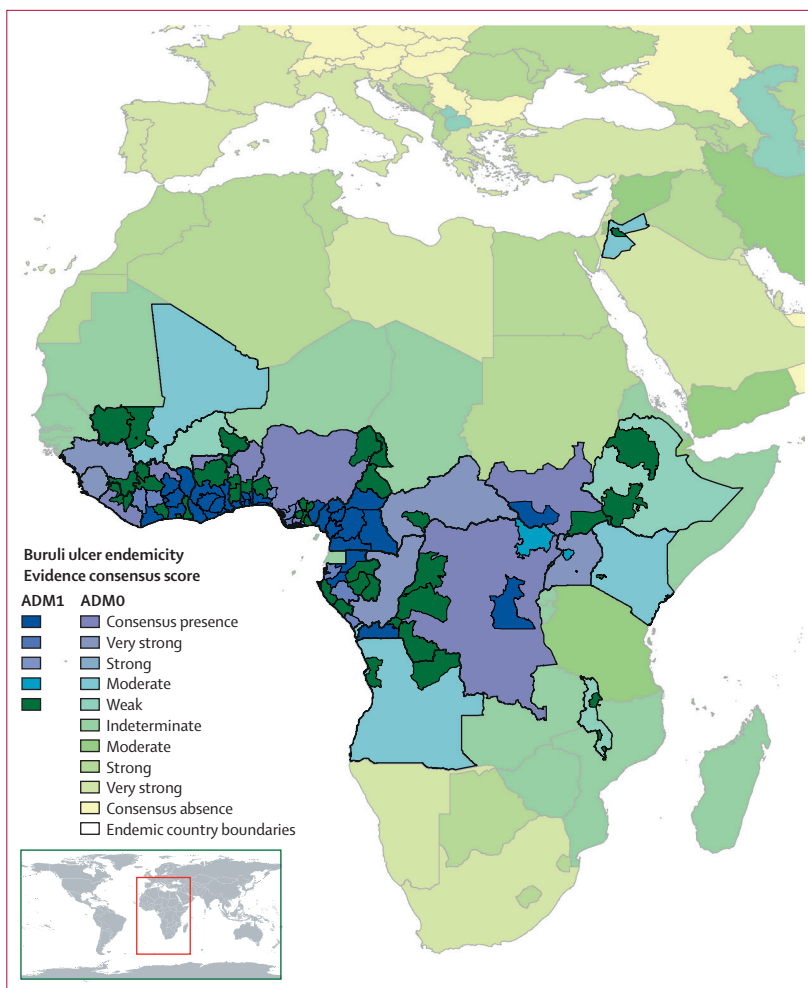 Buruli ulcer endemicity
Evidence consensus score
ADM1 ADM0
Consensus presence
Very strong
Strong
Moderate
Weak
Indeterminate
Moderate
Strong
Very strong
Consensus absence
Endemic country boundaries